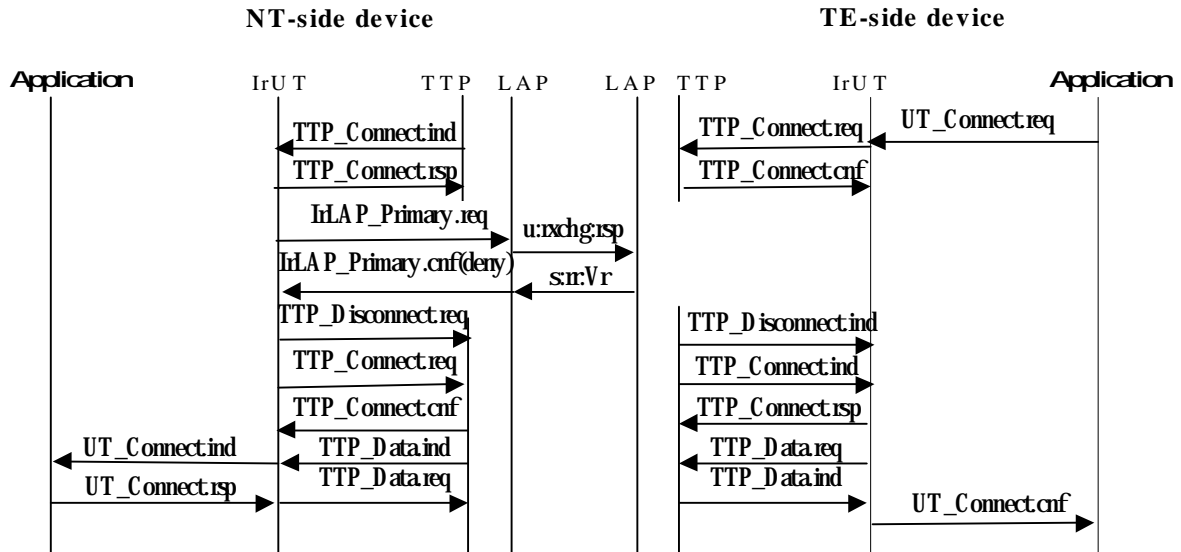 NT-side device TE-side device
Application IrUT TTP LAP LAP TTP IrUT Application
TTP_Connect.ind TTP_Connect.req UT_Connect.req
TTP_Connect.rsp TTP_Connect.cnf
IrLAP_Primary.req u:rxchg:rsp
IrLAP_Primary.cnf(deny) s:rr:Vr
TTP_Disconnect.req TTP_Disconnect.ind
TTP_Connect.req TTP_Connect.ind
TTP_Connect.cnf TTP_Connect.rsp
UT_Connect.ind TTP_Data.ind TTP_Data.req
UT_Connect.rsp TTP_Data.req TTP_Data.ind
UT_Connect.cnf